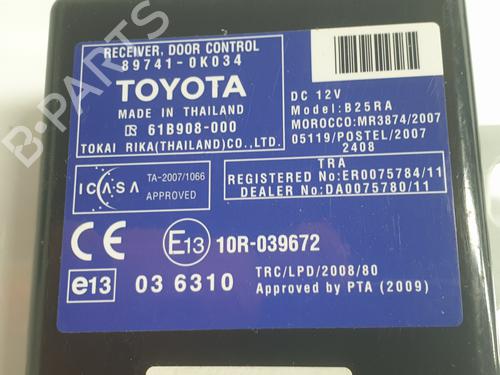 RECEIVER, DOOR CONTROL
89741-0K034
TOYOTA
MADE IN THAILAND
61B908-000
TOKAI RIKA(THAILAND)CO.,LTD.
DC 12V
Model:B25RA
MOROCCO:MR3874/2007
05119/POSTEL/2007
2408
TRA
REGISTERED No:ER0075784/11
DEALER No:DA0075780/11
ICASA
TA-2007/1066
APPROVED
CE E13 10R-039672
e13 03 6310
TRC/LPD/2008/80
Approved by PTA (2009)
B-PARTS